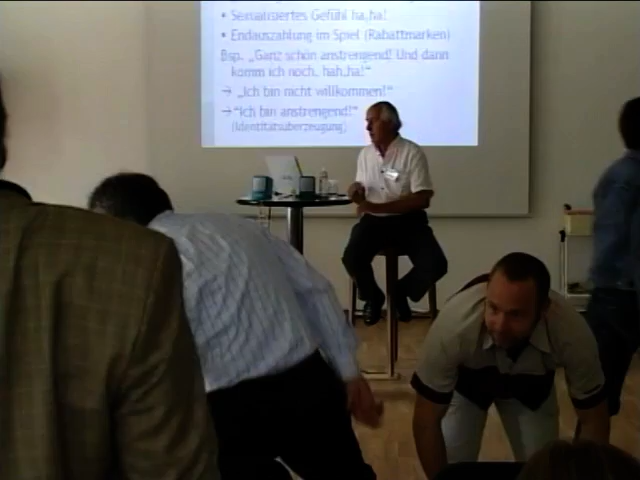 • Sexualisiertes Gefühl ha,ha!
• Endauszahlung im Spiel (Rabattmarken)
Bsp. „Ganz schön anstrengend! Und dann
komm ich noch, hah,ha!“
→ „Ich bin nicht willkommen!“
→ “Ich bin anstrengend!“
(Identitätsüberzeugung)